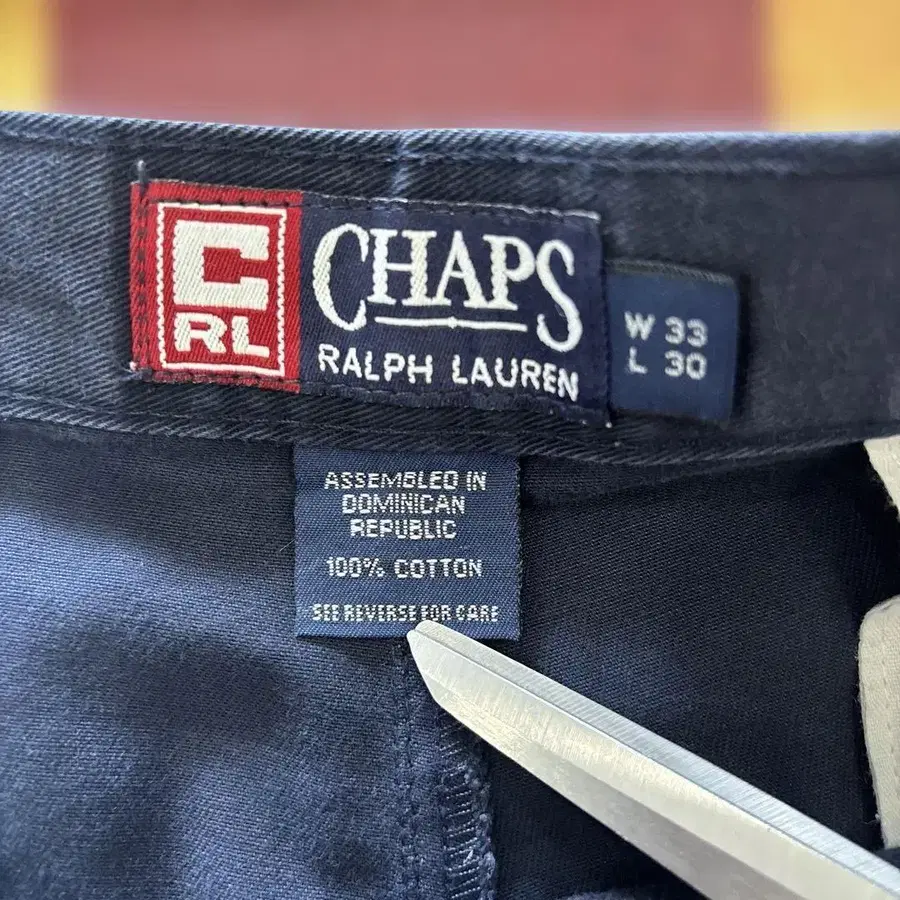 C
RL
CHAPS
RALPH LAUREN
W 33
L 30
ASSEMBLED IN
DOMINICAN
REPUBLIC
100% COTTON
SEE REVERSE FOR CARE